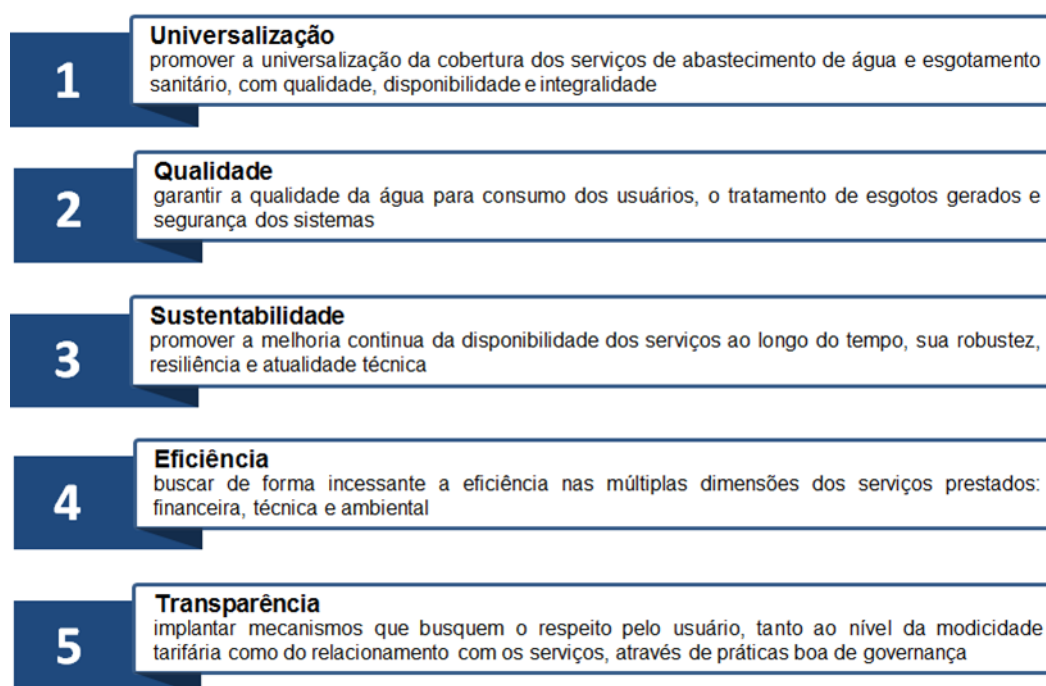 1
Universalização
promover a universalização da cobertura dos serviços de abastecimento de água e esgotamento
sanitário, com qualidade, disponibilidade e integralidade
2
Qualidade
garantir a qualidade da água para consumo dos usuários, o tratamento de esgotos gerados e
segurança dos sistemas
3
Sustentabilidade
promover a melhoria continua da disponibilidade dos serviços ao longo do tempo, sua robustez,
resiliência e atualidade técnica
4
Eficiência
buscar de forma incessante a eficiência nas múltiplas dimensões dos serviços prestados:
financeira, técnica e ambiental
5
Transparência
implantar mecanismos que busquem o respeito pelo usuário, tanto ao nível da modicidade
tarifária como do relacionamento com os serviços, através de práticas boa de governança